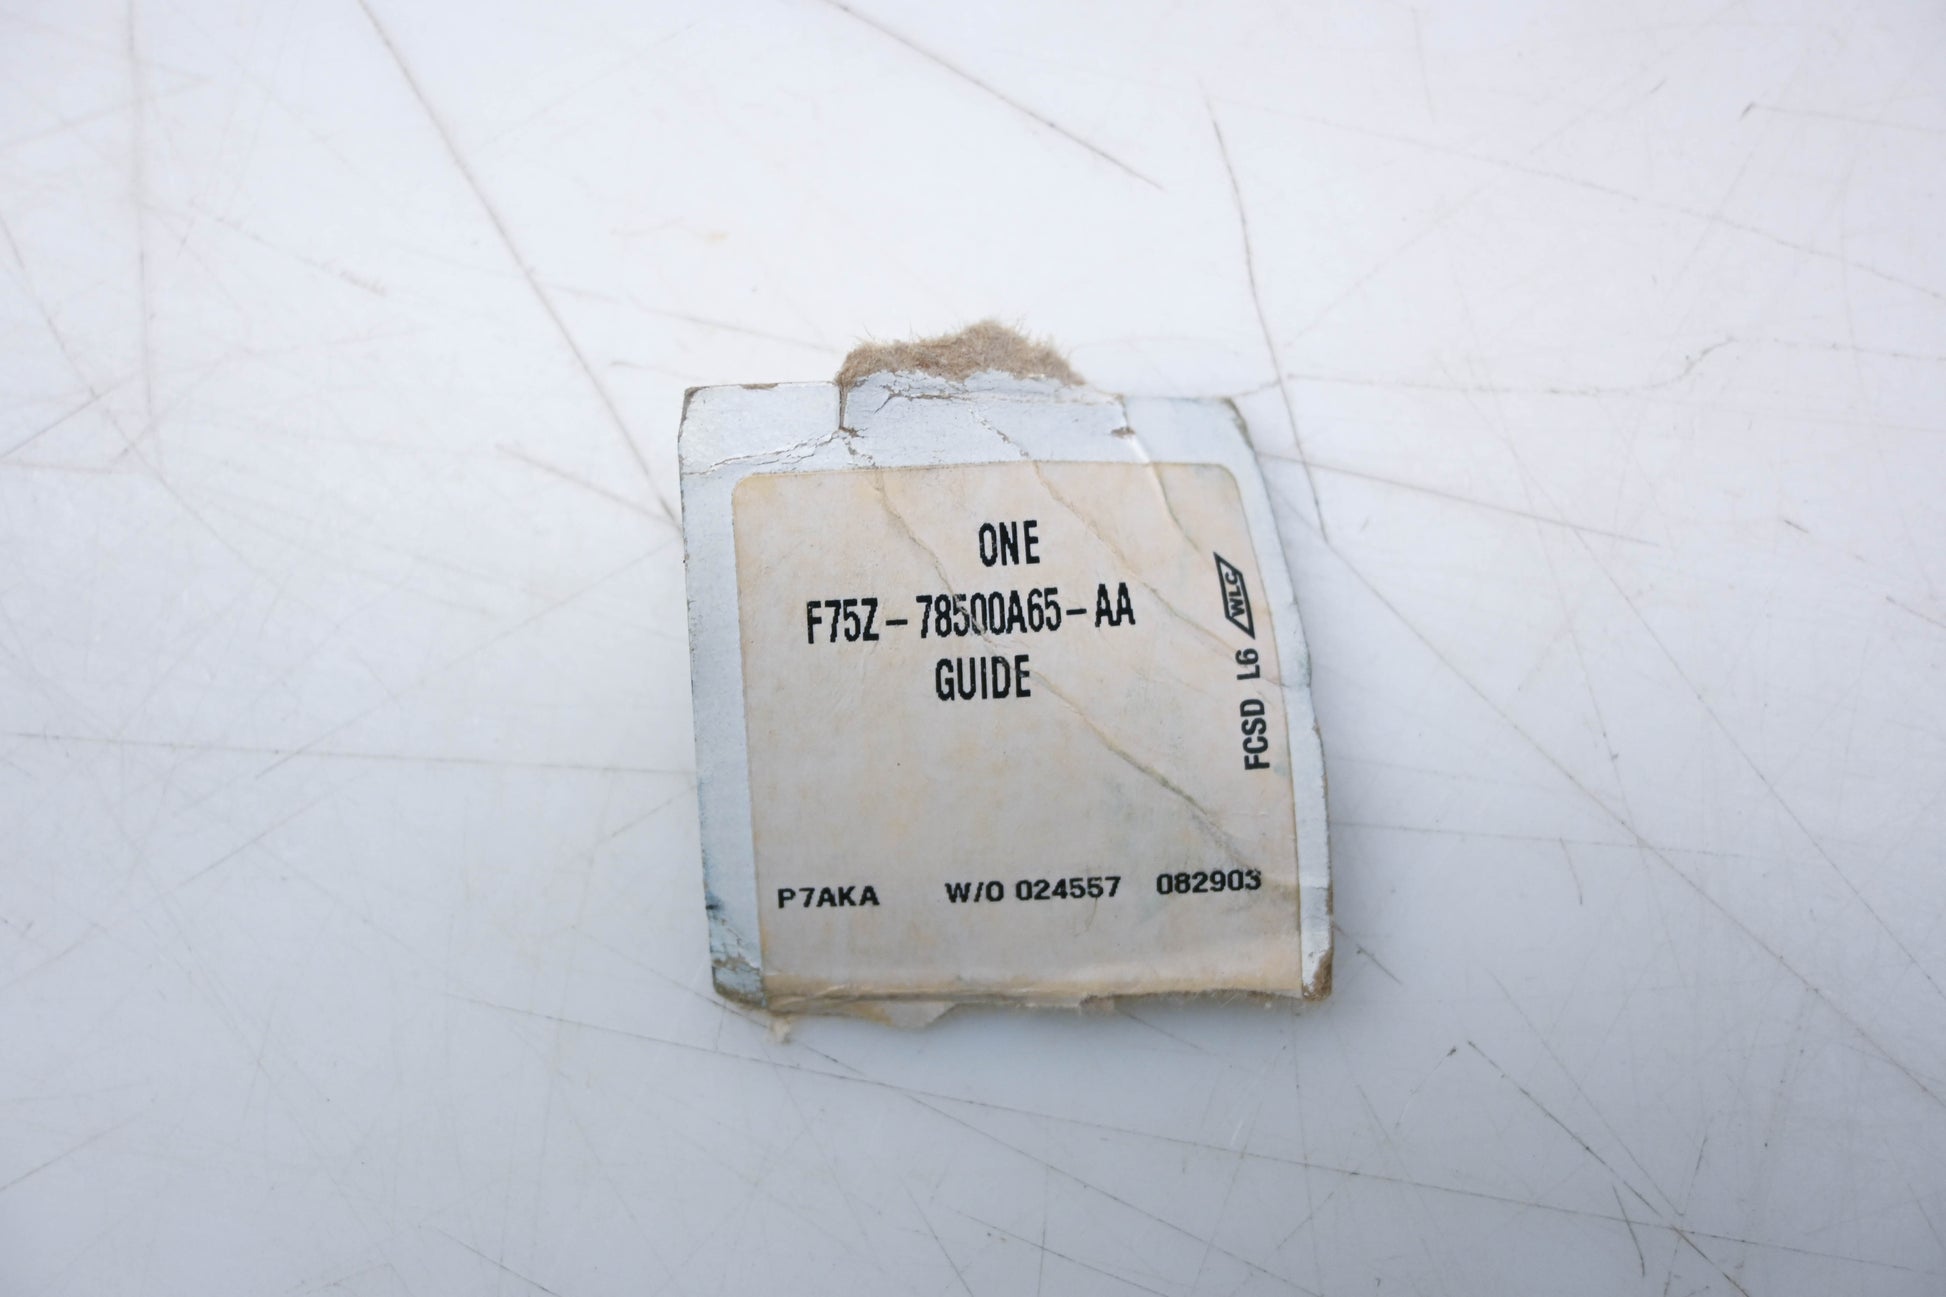 ONE
F75Z-78500A65-AA
GUIDE
FCSD L6 WLC
P7AKA W/O 024557 082903